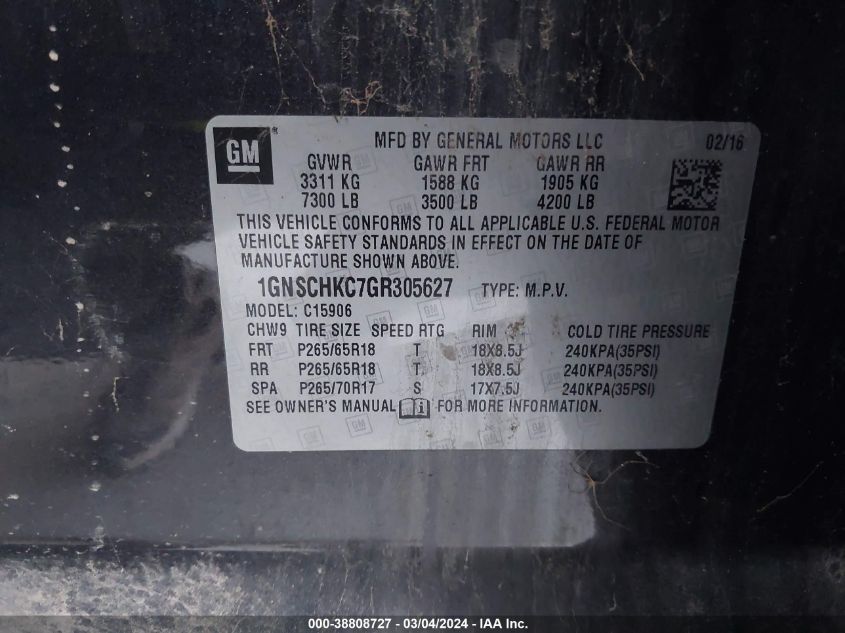 GM
MFD BY GENERAL MOTORS LLC 02/16
GVWR GAWR FRT GAWR RR
3311 KG 1588 KG 1905 KG
7300 LB 3500 LB 4200 LB
THIS VEHICLE CONFORMS TO ALL APPLICABLE U.S. FEDERAL MOTOR
VEHICLE SAFETY STANDARDS IN EFFECT ON THE DATE OF
MANUFACTURE SHOWN ABOVE.
1GNSCHKC7GR305627 TYPE: M.P.V.
MODEL: C15906
CHW9 TIRE SIZE SPEED RTG RIM COLD TIRE PRESSURE
FRT P265/65R18 T 18X8.5J 240KPA(35PSI)
RR P265/65R18 T 18X8.5J 240KPA(35PSI)
SPA P265/70R17 S 17X7.5J 240KPA(35PSI)
SEE OWNER'S MANUAL FOR MORE INFORMATION.
000-38808727 - 03/04/2024 - IAA Inc.